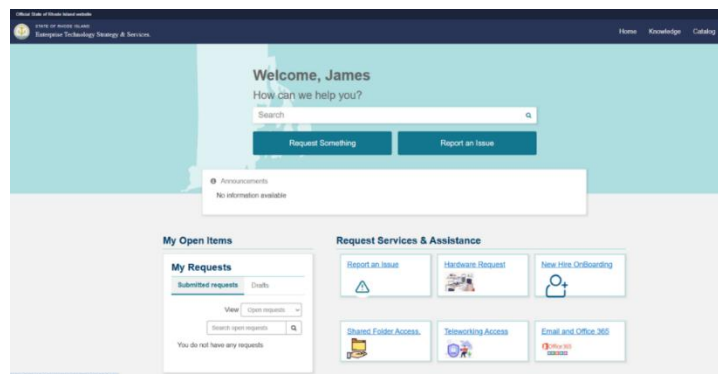 Official State of Rhode Island website
STATE OF RHODE ISLAND
Enterprise Technology Strategy & Services.
Home Knowledge Catalog
Welcome, James
How can we help you?
Search
Request Something
Report an Issue
Announcements
No information available
My Open Items
My Requests
Submitted requests Drafts
View Open requests
Search open requests
You do not have any requests
Request Services & Assistance
Report an Issue
Hardware Request
New Hire OnBoarding
Shared Folder Access.
Teleworking Access
Email and Office 365
Office 365